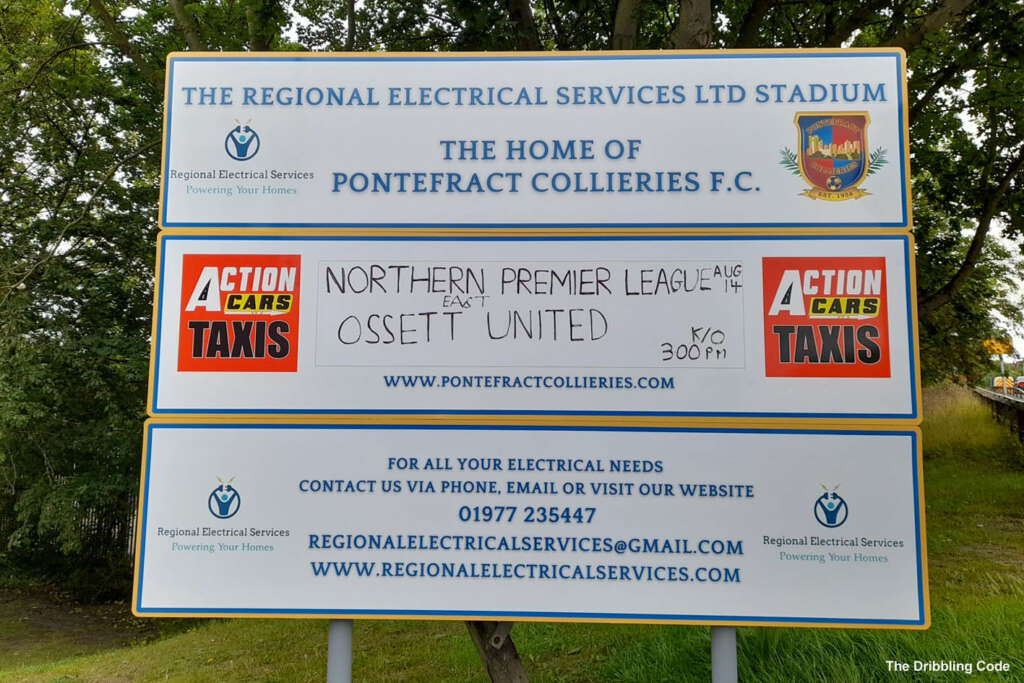 THE REGIONAL ELECTRICAL SERVICES LTD STADIUM
Regional Electrical Services
Powering Your Homes
THE HOME OF
PONTEFRACT COLLIERIES F.C.
PONTEFRACT
COLLIERIES
EST 1958
ACTION
CARS
TAXIS
NORTHERN PREMIER LEAGUE AUG
EAST 14
OSSETT UNITED K/O
300PM
WWW.PONTEFRACTCOLLIERIES.COM
ACTION
CARS
TAXIS
FOR ALL YOUR ELECTRICAL NEEDS
CONTACT US VIA PHONE, EMAIL OR VISIT OUR WEBSITE
01977 235447
REGIONALELECTRICALSERVICES@GMAIL.COM
WWW.REGIONALELECTRICALSERVICES.COM
Regional Electrical Services
Powering Your Homes
Regional Electrical Services
Powering Your Homes
The Dribbling Code